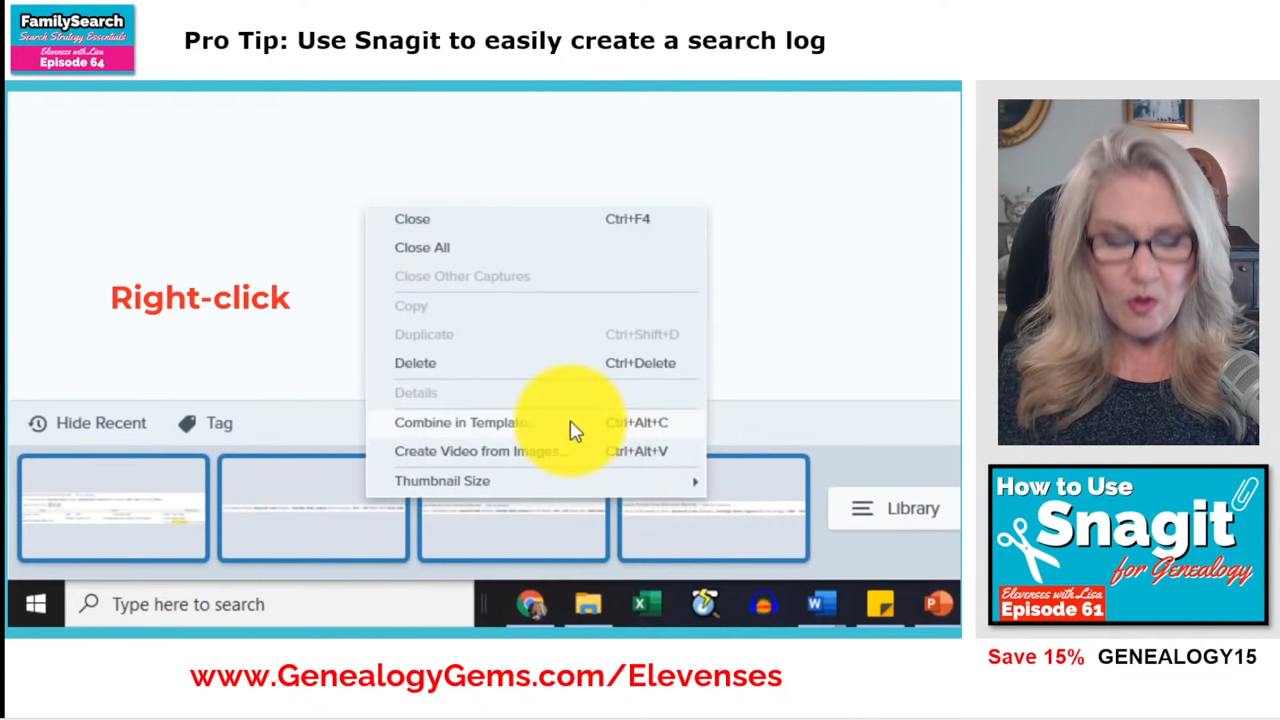 FamilySearch
Search Strategy Essentials
Elevenses with Lisa
Episode 64
Pro Tip: Use Snagit to easily create a search log
Close Ctrl+F4
Close All
Close Other Captures
Copy
Duplicate Ctrl+Shift+D
Delete Ctrl+Delete
Details
Combine in Template... Ctrl+Alt+C
Create Video from Images... Ctrl+Alt+V
Thumbnail Size
Right-click
Hide Recent Tag
Library
Type here to search
How to Use
Snagit
for Genealogy
Elevenses with Lisa
Episode 61
Save 15% GENEALOGY15
www.GenealogyGems.com/Elevenses